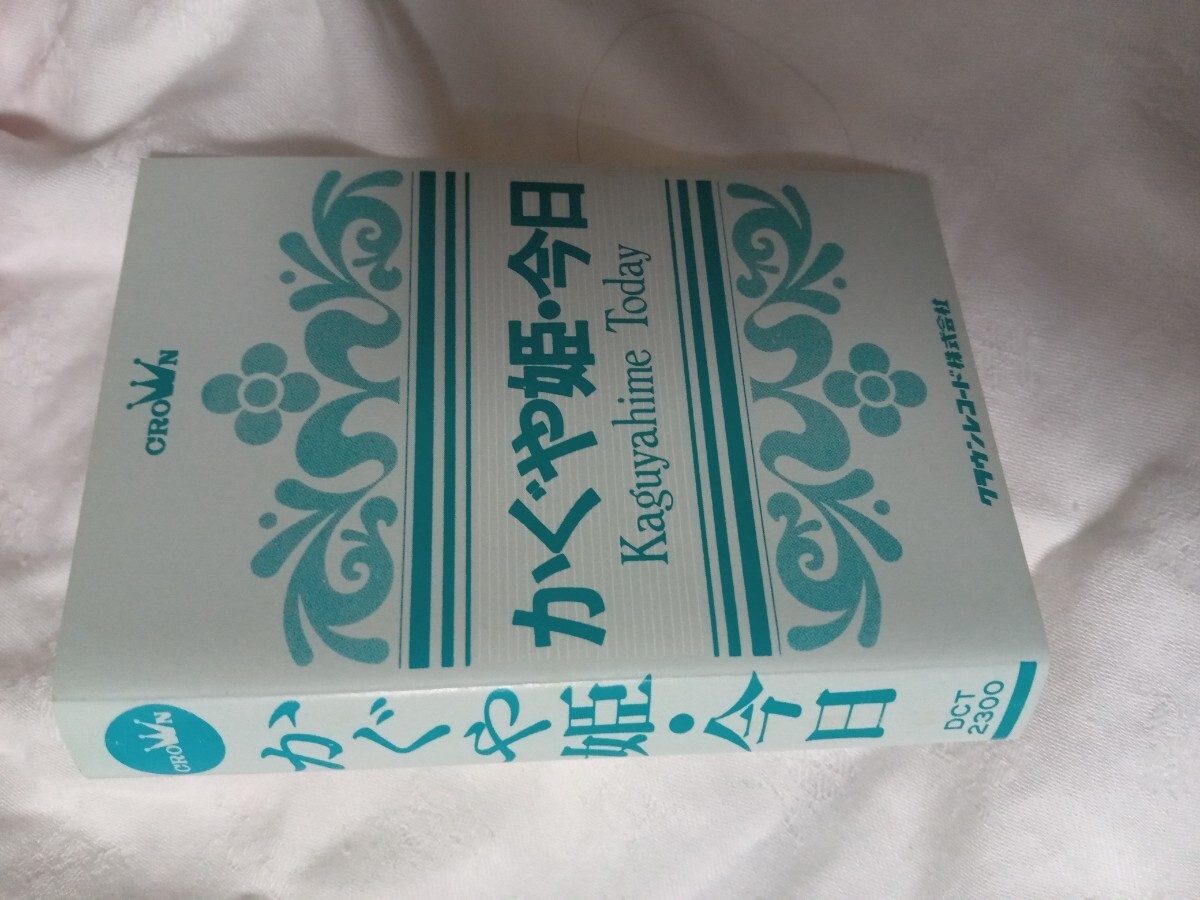 CROWN
かぐや姫・今日
Kaguyahime Today
クラウンレコード株式会社
CROWN
かぐや姫・今日
DCT
2300